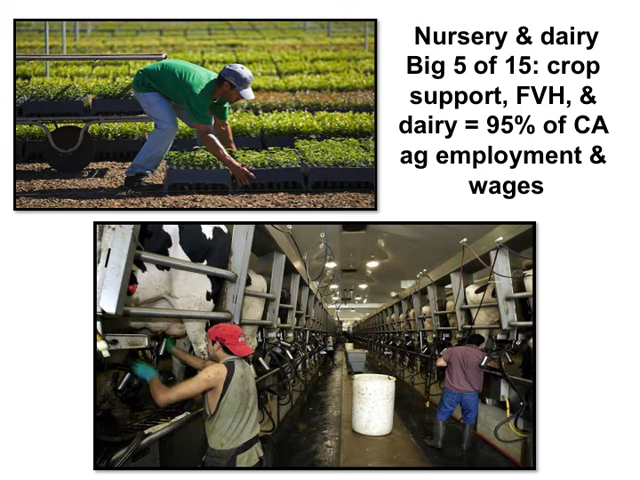 Nursery & dairy
Big 5 of 15: crop
support, FVH, &
dairy = 95% of CA
ag employment &
wages